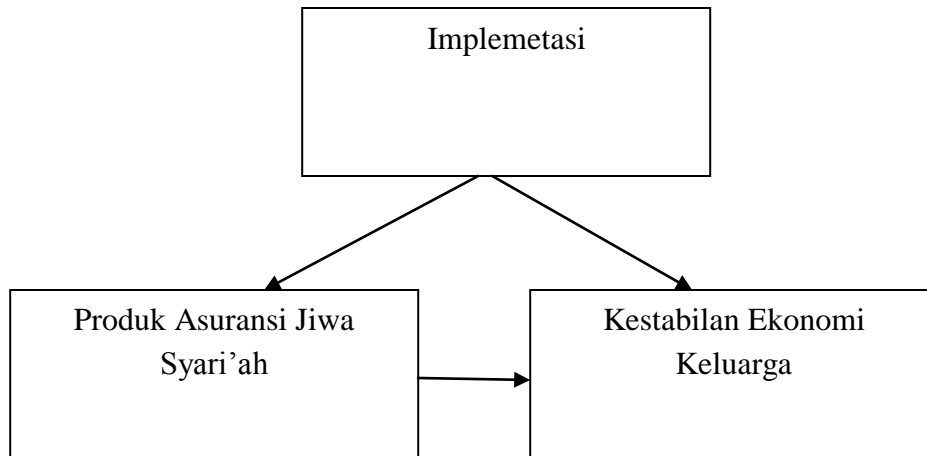 Implemetasi
Produk Asuransi Jiwa
Syari’ah
Kestabilan Ekonomi
Keluarga